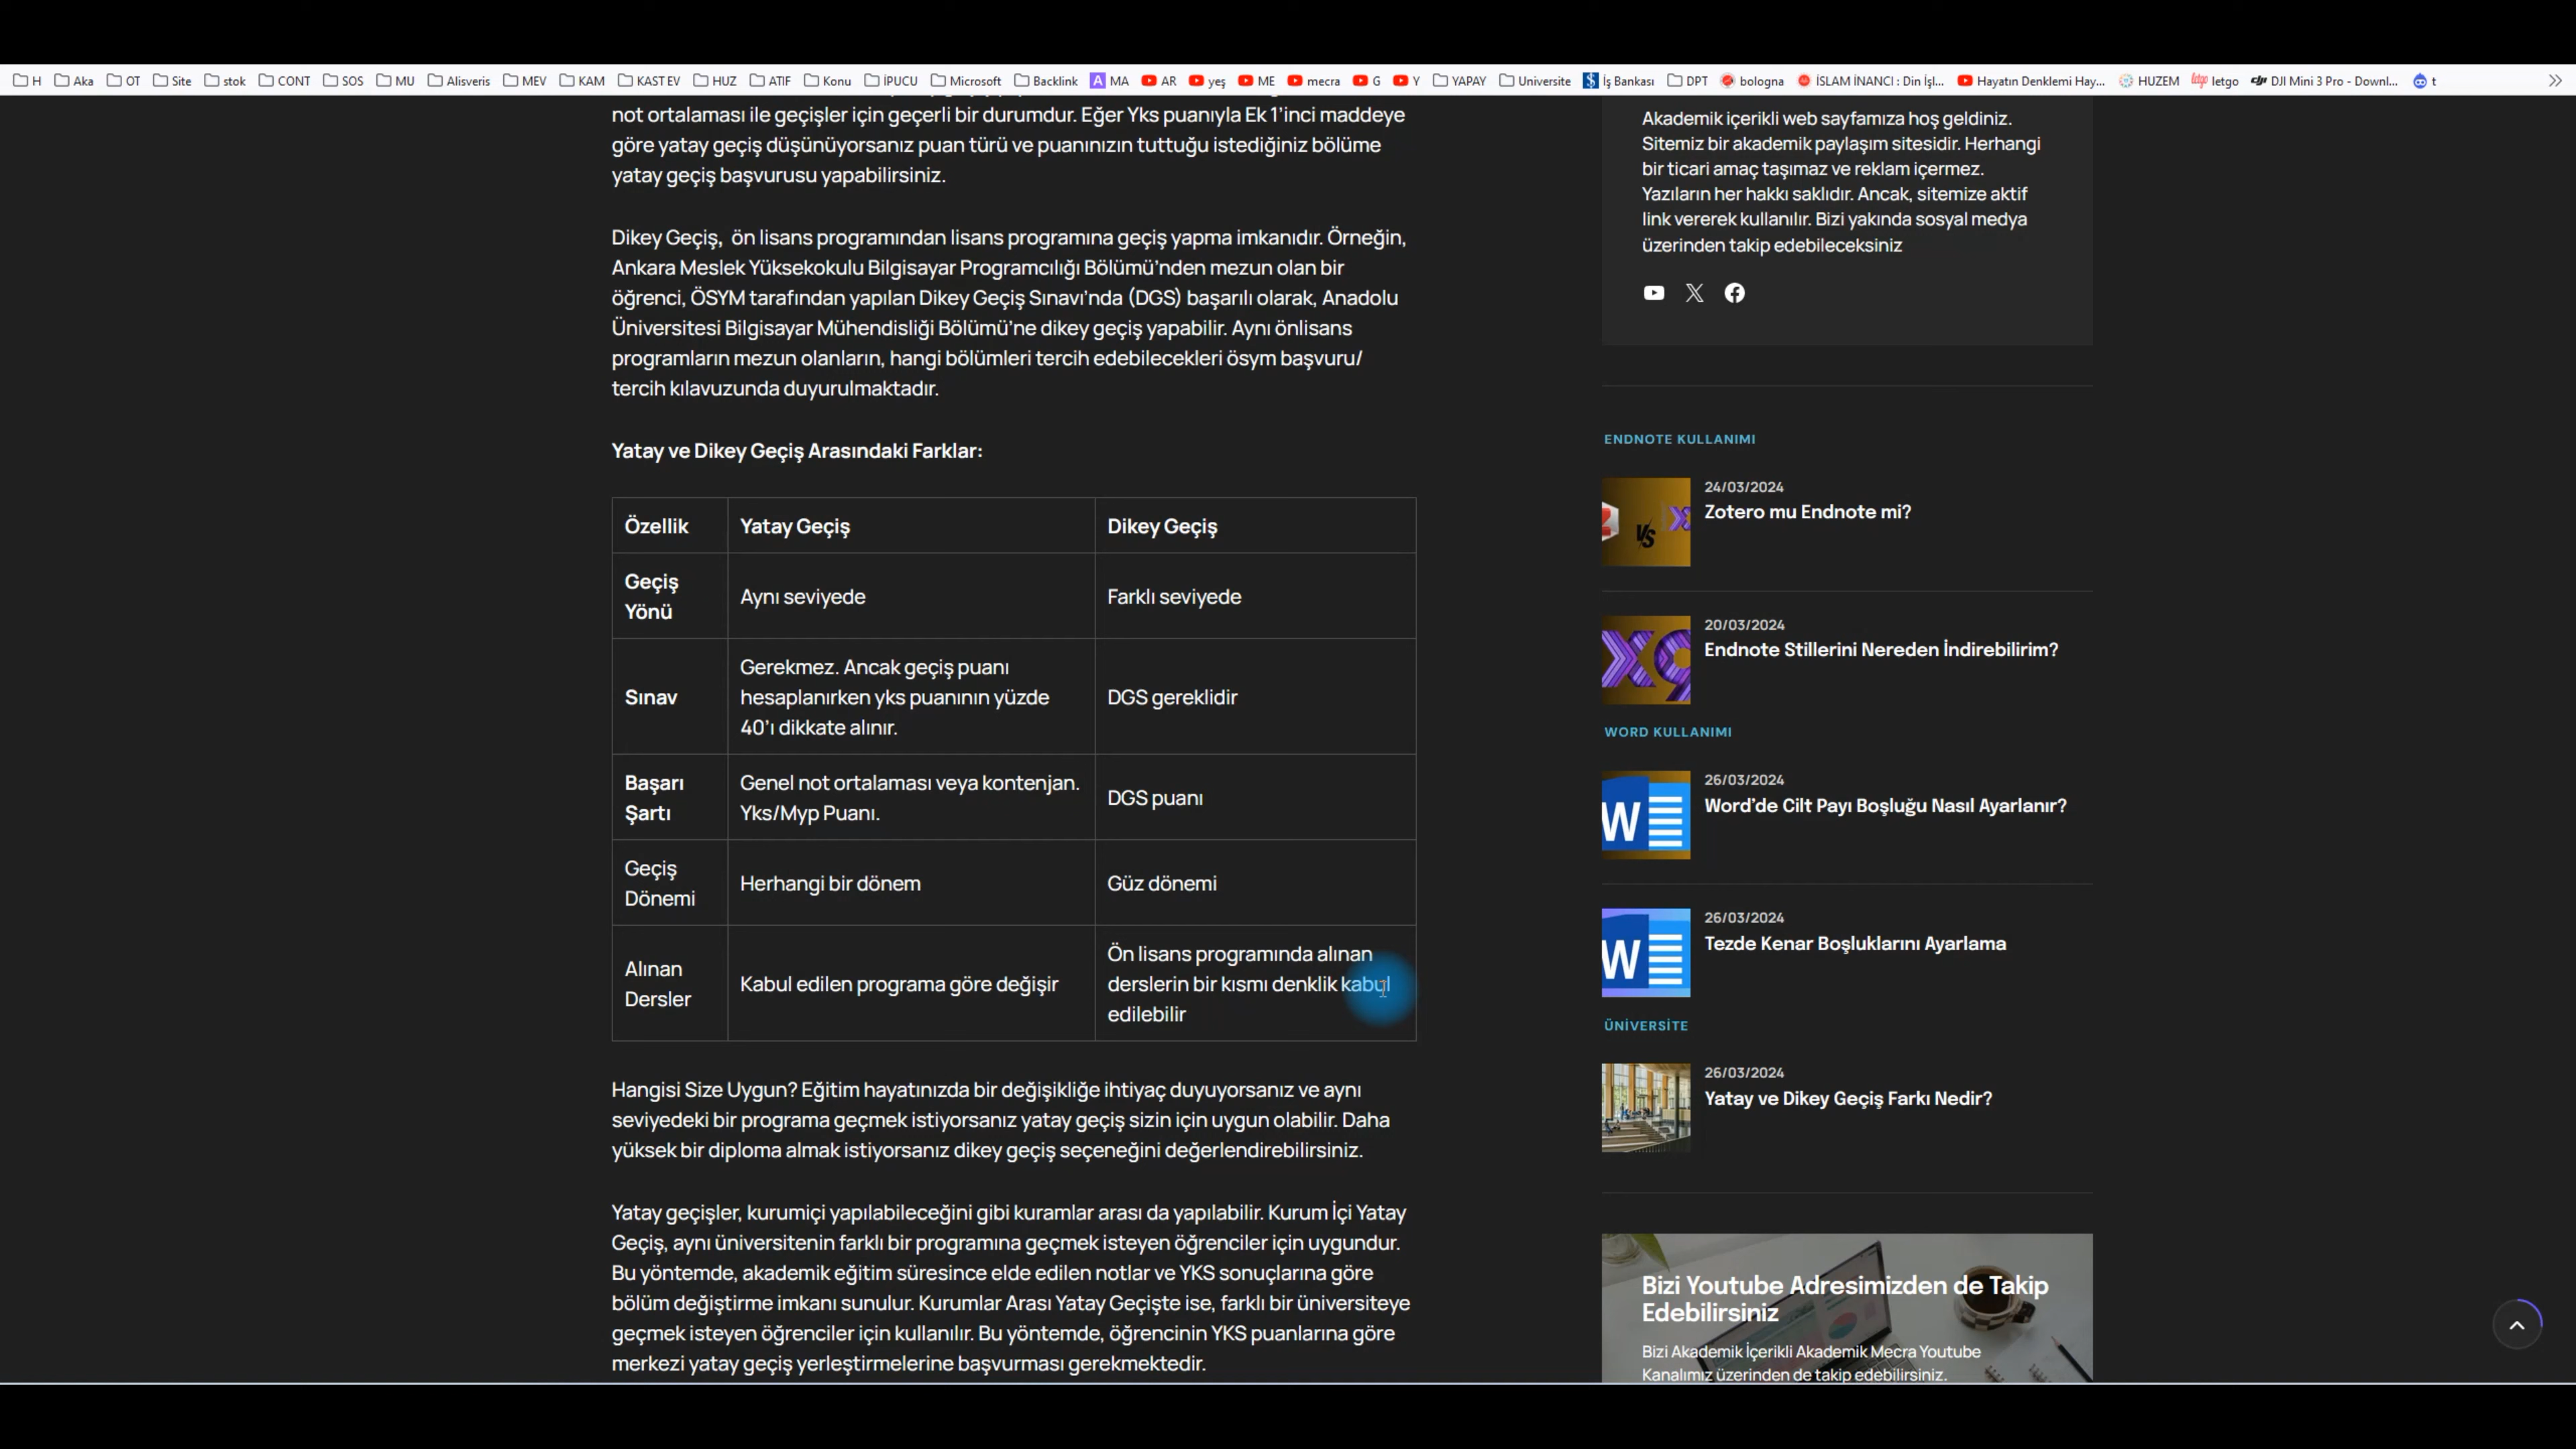 H Aka OT Site stok CONT SOS MU Alisveris MEV KAM KAST EV HUZ ATIF Konu İPUCU Microsoft Backlink A MA AR yeş ME mecra G Y YAPAY Universite İş Bankası DPT bologna İSLAM İNANCI : Din İşl... Hayatın Denklemi Hay... HUZEM letgo letgo dji DJI Mini 3 Pro - Downl... t
not ortalaması ile geçişler için geçerli bir durumdur. Eğer Yks puanıyla Ek 1’inci maddeye
göre yatay geçiş düşünüyorsanız puan türü ve puanınızın tuttuğu istediğiniz bölüme
yatay geçiş başvurusu yapabilirsiniz.
Dikey Geçiş, ön lisans programından lisans programına geçiş yapma imkanıdır. Örneğin,
Ankara Meslek Yüksekokulu Bilgisayar Programcılığı Bölümü’nden mezun olan bir
öğrenci, ÖSYM tarafından yapılan Dikey Geçiş Sınavı’nda (DGS) başarılı olarak, Anadolu
Üniversitesi Bilgisayar Mühendisliği Bölümü’ne dikey geçiş yapabilir. Aynı önlisans
programların mezun olanların, hangi bölümleri tercih edebilecekleri ösym başvuru/
tercih kılavuzunda duyurulmaktadır.
Yatay ve Dikey Geçiş Arasındaki Farklar:
Özellik Yatay Geçiş Dikey Geçiş
Geçiş
Yönü
Aynı seviyede
Farklı seviyede
Sınav
Gerekmez. Ancak geçiş puanı
hesaplanırken yks puanının yüzde
40’ı dikkate alınır.
DGS gereklidir
Başarı
Şartı
Genel not ortalaması veya kontenjan.
Yks/Myp Puanı.
DGS puanı
Geçiş
Dönemi
Herhangi bir dönem
Güz dönemi
Alınan
Dersler
Kabul edilen programa göre değişir
Ön lisans programında alınan
derslerin bir kısmı denklik kabul
edilebilir
Hangisi Size Uygun? Eğitim hayatınızda bir değişikliğe ihtiyaç duyuyorsanız ve aynı
seviyedeki bir programa geçmek istiyorsanız yatay geçiş sizin için uygun olabilir. Daha
yüksek bir diploma almak istiyorsanız dikey geçiş seçeneğini değerlendirebilirsiniz.
Yatay geçişler, kurumiçi yapılabileceğini gibi kuramlar arası da yapılabilir. Kurum İçi Yatay
Geçiş, aynı üniversitenin farklı bir programına geçmek isteyen öğrenciler için uygundur.
Bu yöntemde, akademik eğitim süresince elde edilen notlar ve YKS sonuçlarına göre
bölüm değiştirme imkanı sunulur. Kurumlar Arası Yatay Geçişte ise, farklı bir üniversiteye
geçmek isteyen öğrenciler için kullanılır. Bu yöntemde, öğrencinin YKS puanlarına göre
merkezi yatay geçiş yerleştirmelerine başvurması gerekmektedir.
Akademik içerikli web sayfamıza hoş geldiniz.
Sitemiz bir akademik paylaşım sitesidir. Herhangi
bir ticari amaç taşımaz ve reklam içermez.
Yazıların her hakkı saklıdır. Ancak, sitemize aktif
link vererek kullanılır. Bizi yakında sosyal medya
üzerinden takip edebileceksiniz
ENDNOTE KULLANIMI
VS
24/03/2024
Zotero mu Endnote mi?
X9
20/03/2024
Endnote Stillerini Nereden İndirebilirim?
WORD KULLANIMI
W
26/03/2024
Word’de Cilt Payı Boşluğu Nasıl Ayarlanır?
W
26/03/2024
Tezde Kenar Boşluklarını Ayarlama
ÜNİVERSİTE
26/03/2024
Yatay ve Dikey Geçiş Farkı Nedir?
Bizi Youtube Adresimizden de Takip
Edebilirsiniz
Bizi Akademik İçerikli Akademik Mecra Youtube
Kanalımız üzerinden de takip edebilirsiniz.